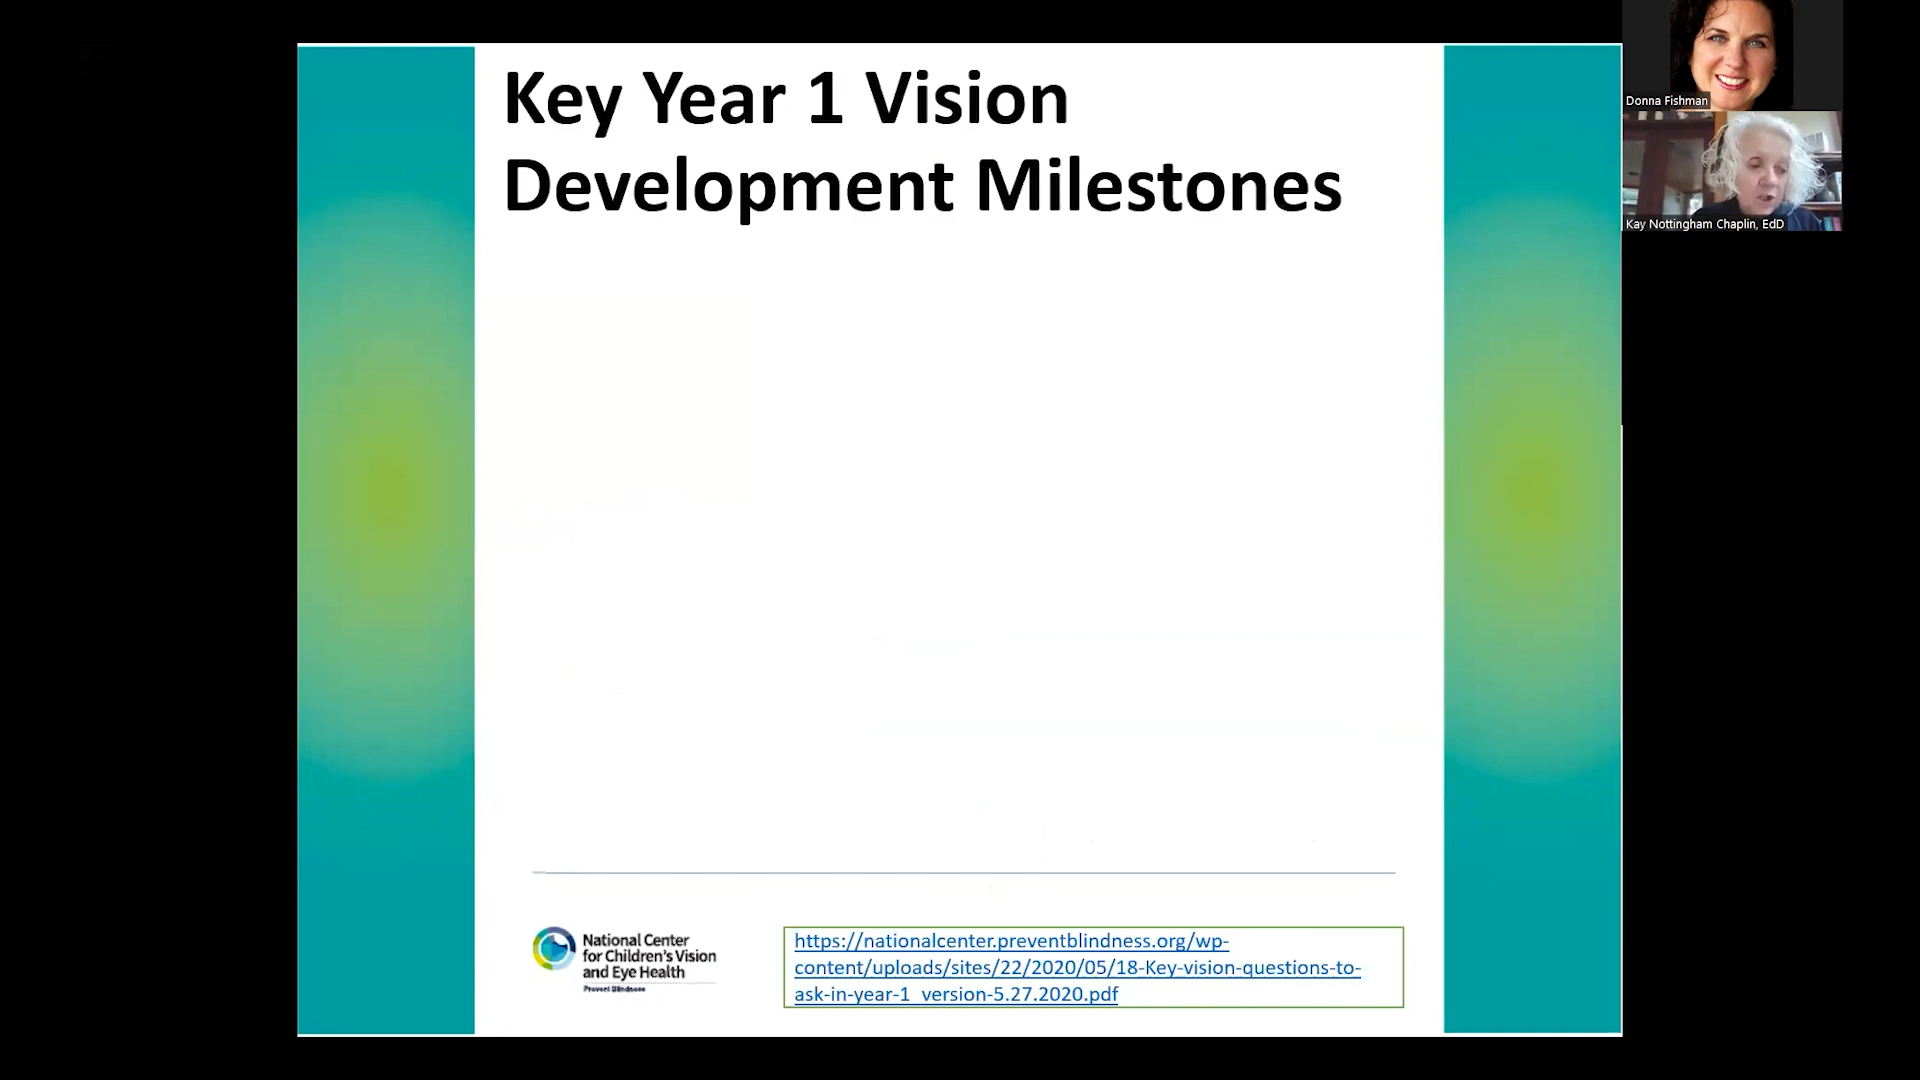 Key Year 1 Vision
Development Milestones
Donna Fishman
Kay Nottingham Chaplin, EdD
National Center
for Children's Vision
and Eye Health
Prevent Blindness
https://nationalcenter.preventblindness.org/wp-
content/uploads/sites/22/2020/05/18-Key-vision-questions-to-
ask-in-year-1_version-5.27.2020.pdf